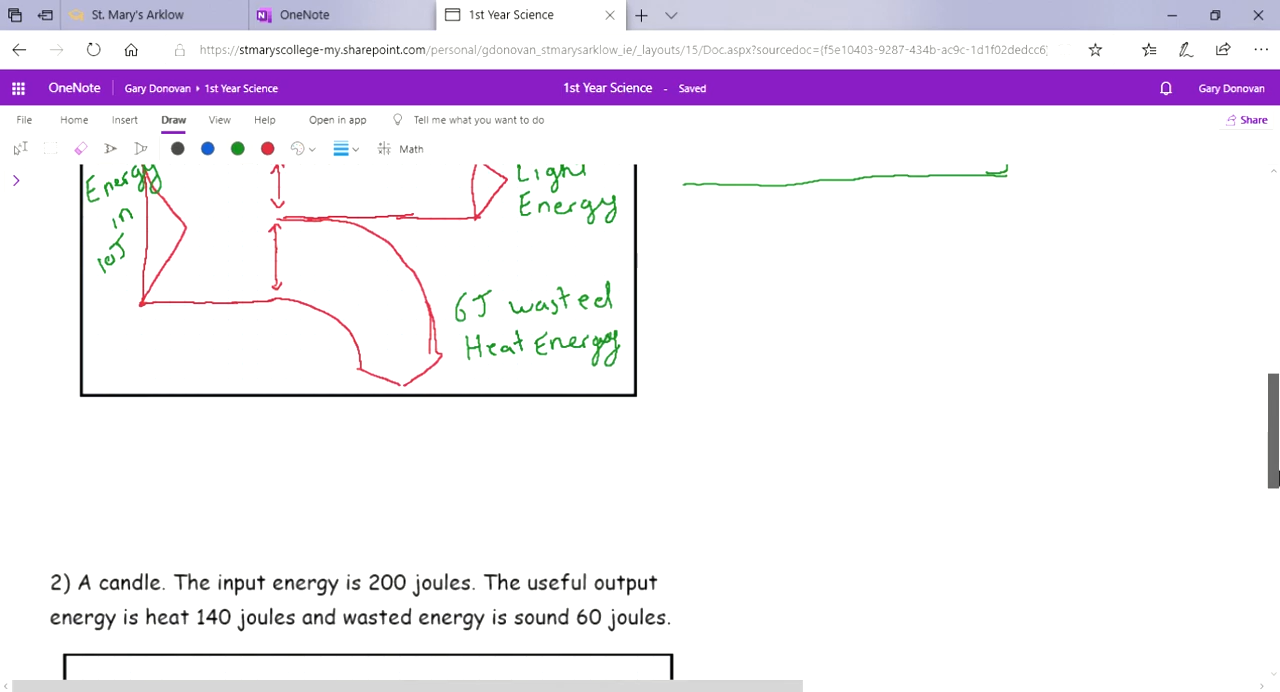 St. Mary's Arklow
OneNote
1st Year Science
https://stmaryscollege-my.sharepoint.com/personal/gdonovan_stmarysarklow_ie/_layouts/15/Doc.aspx?sourcedoc={f5e10403-9287-434b-ac9c-1d1f02dedcc6}
OneNote
Gary Donovan › 1st Year Science
1st Year Science - Saved
Gary Donovan
File Home Insert Draw View Help Open in app Tell me what you want to do
Share
Math
Energy
in
10J
Light
Energy
6J wasted
Heat Energy
2) A candle. The input energy is 200 joules. The useful output
energy is heat 140 joules and wasted energy is sound 60 joules.